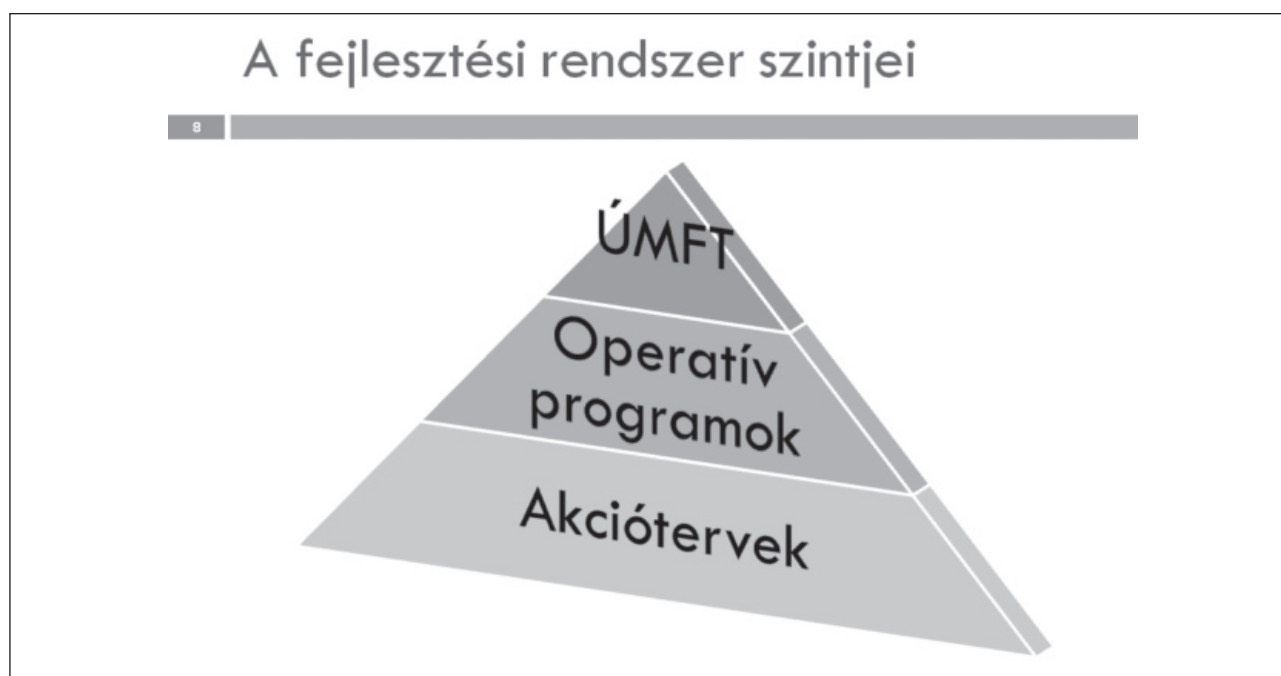 A fejlesztési rendszer szintjei
8
ÚMFT
Operatív
programok
Akciótervek